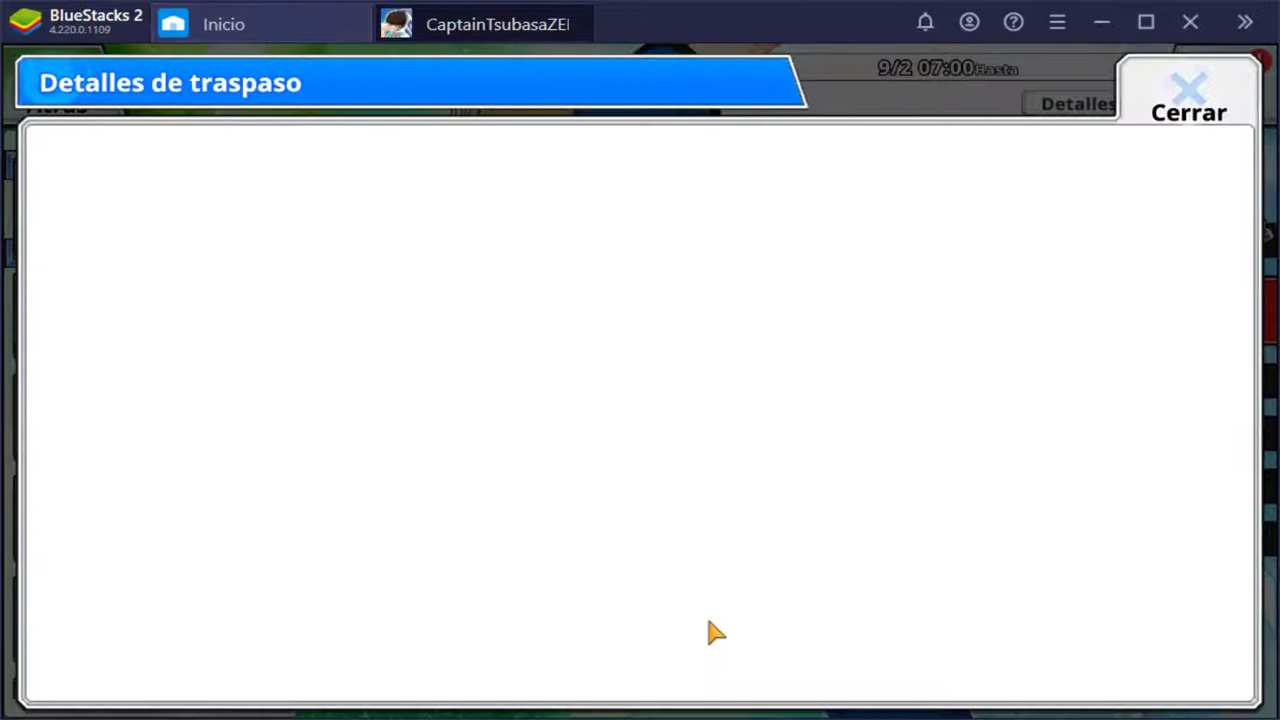 BlueStacks 2
4.220.0.1109
Inicio
CaptainTsubasaZEI
Detalles de traspaso
9/2 07:00 Hasta
Detalles
Cerrar